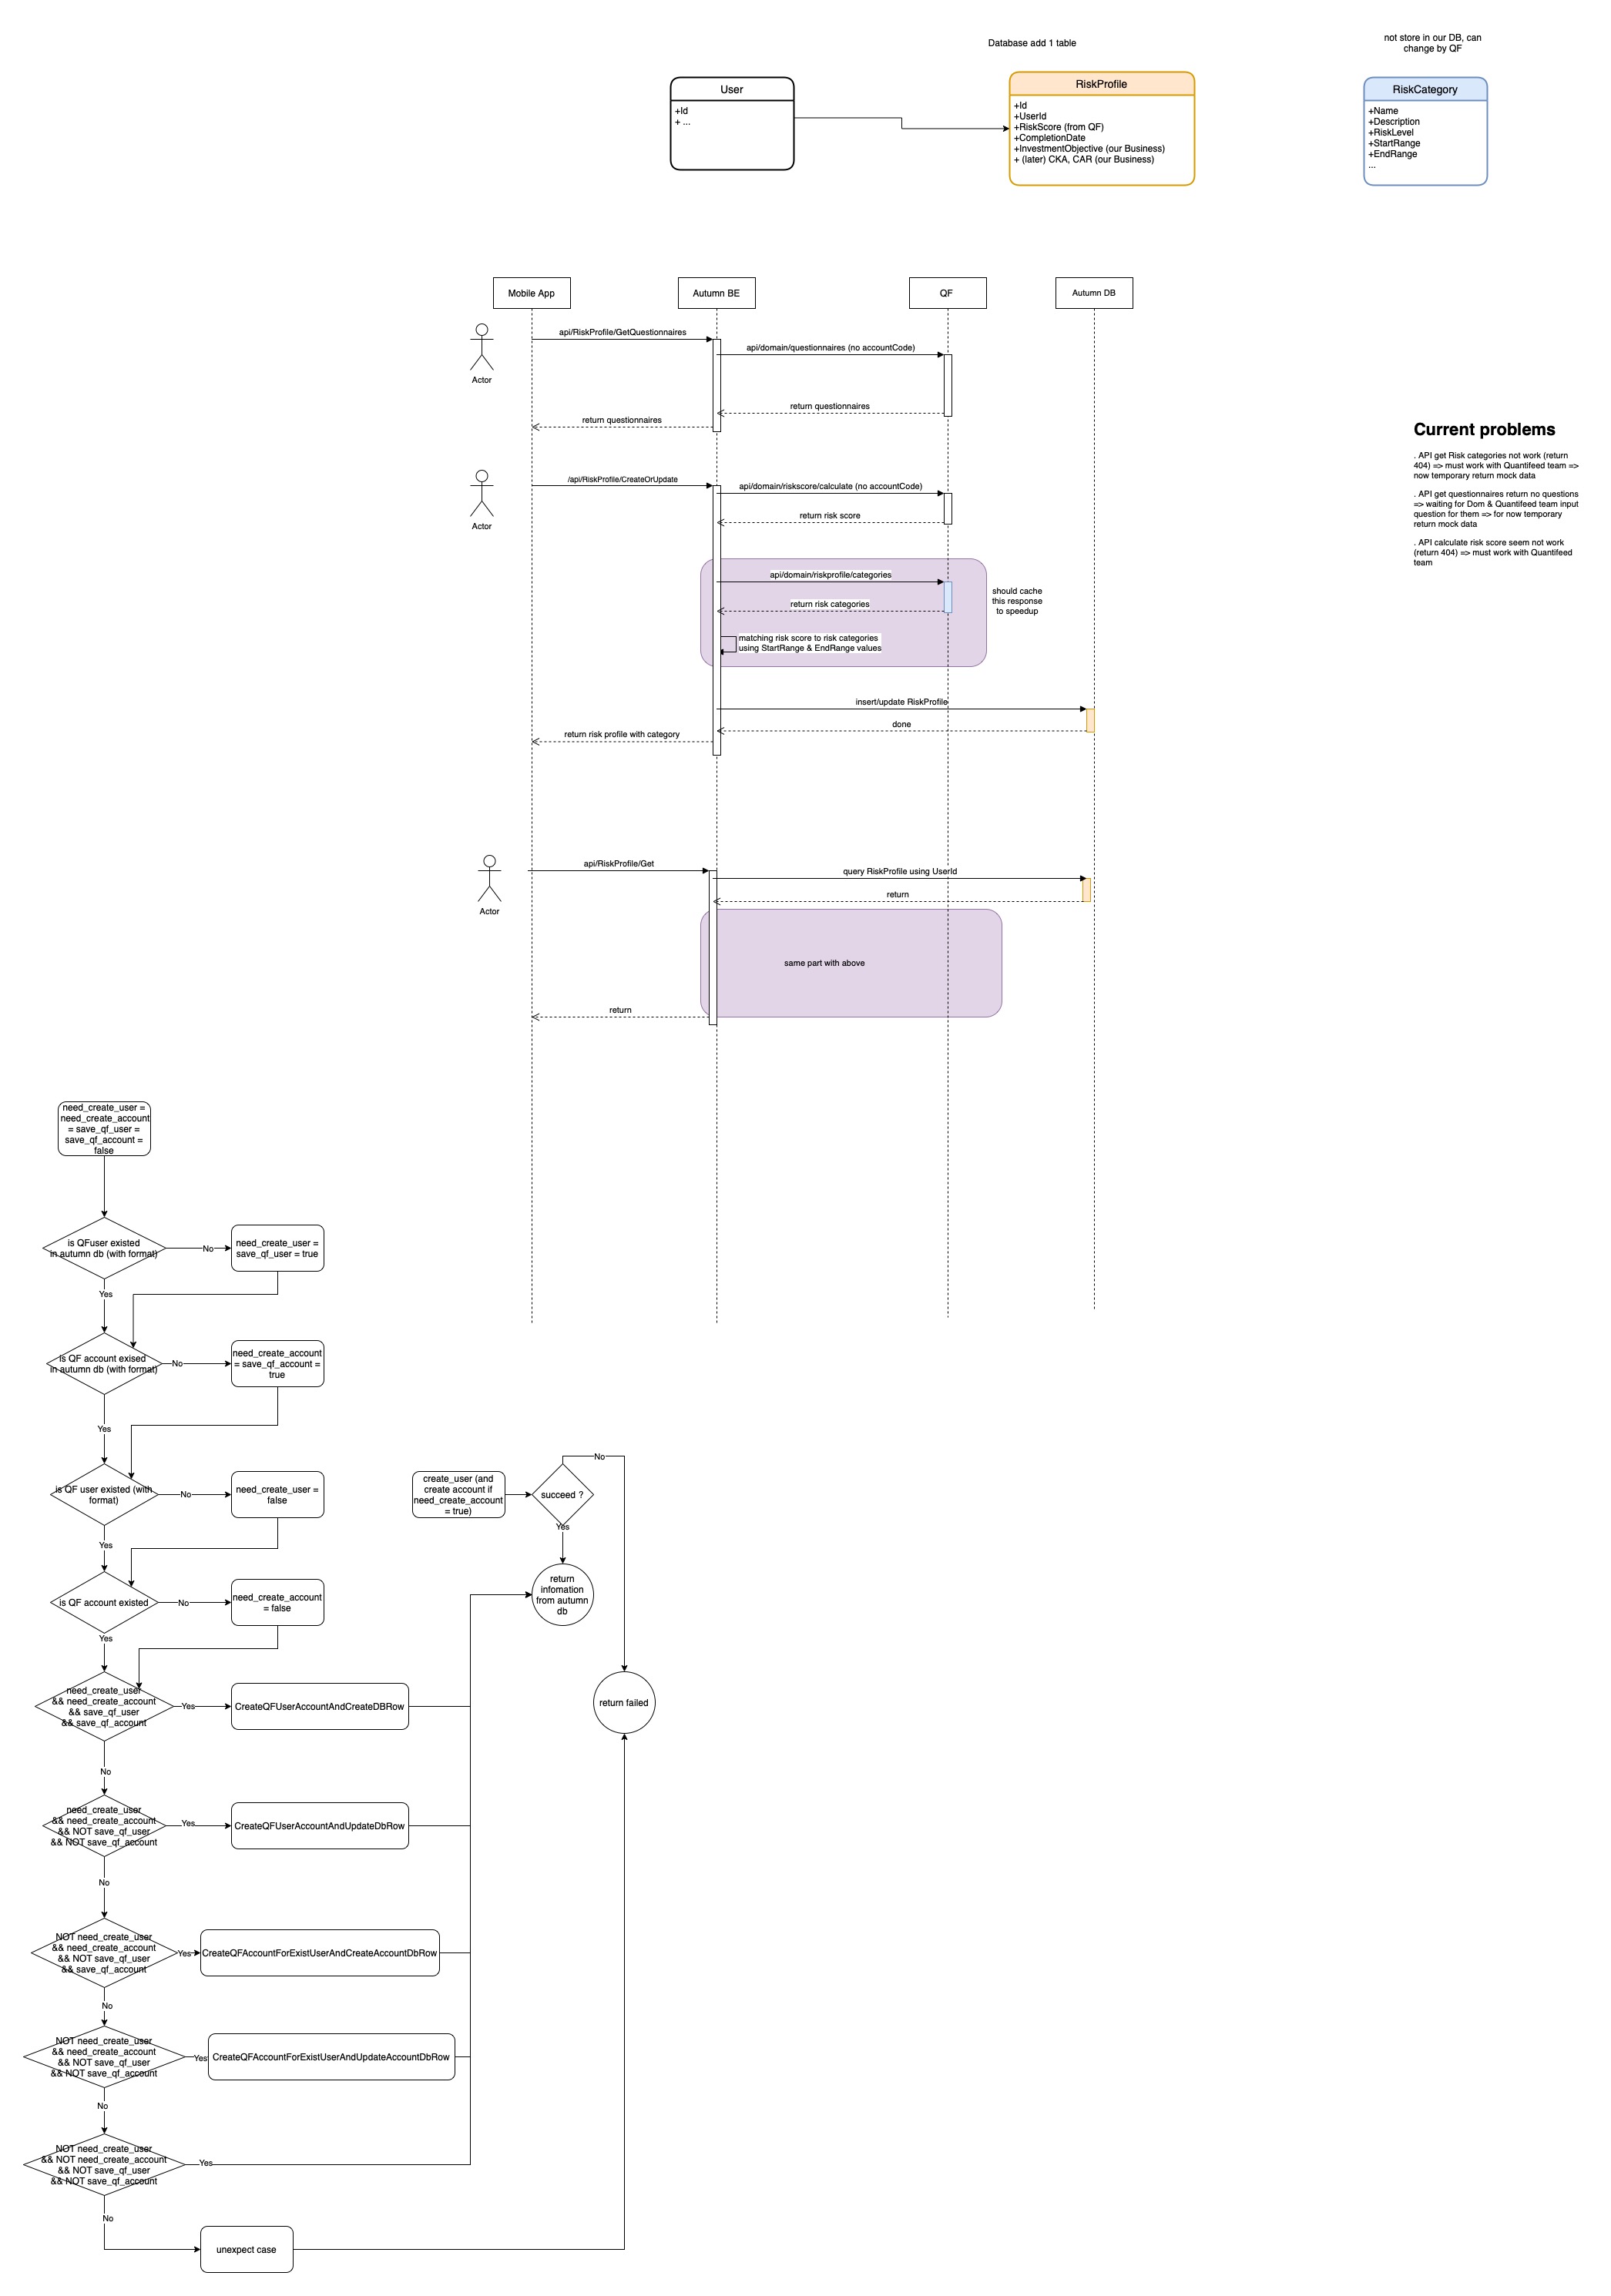 Database add 1 table
not store in our DB, can
change by QF
User
+Id
+ ...
RiskProfile
+Id
+UserId
+RiskScore (from QF)
+CompletionDate
+InvestmentObjective (our Business)
+ (later) CKA, CAR (our Business)
RiskCategory
+Name
+Description
+RiskLevel
+StartRange
+EndRange
...
Mobile App
Autumn BE
QF
Autumn DB
Actor
api/RiskProfile/GetQuestionnaires
api/domain/questionnaires (no accountCode)
return questionnaires
return questionnaires
Current problems
. API get Risk categories not work (return
404) => must work with Quantifeed team =>
now temporary return mock data
. API get questionnaires return no questions
=> waiting for Dom & Quantifeed team input
question for them => for now temporary
return mock data
. API calculate risk score seem not work
(return 404) => must work with Quantifeed
team
Actor
/api/RiskProfile/CreateOrUpdate
api/domain/riskscore/calculate (no accountCode)
return risk score
api/domain/riskprofile/categories
return risk categories
should cache
this response
to speedup
matching risk score to risk categories
using StartRange & EndRange values
insert/update RiskProfile
done
return risk profile with category
Actor
api/RiskProfile/Get
query RiskProfile using UserId
return
same part with above
return
need_create_user =
need_create_account
= save_qf_user =
save_qf_account =
false
is QFuser existed
in autumn db (with format)
No
need_create_user =
save_qf_user = true
Yes
is QF account exised
in autumn db (with format)
No
need_create_account
= save_qf_account =
true
Yes
is QF user existed (with
format)
No
need_create_user =
false
Yes
is QF account existed
No
need_create_account
= false
Yes
create_user (and
create account if
need_create_account
= true)
succeed ?
No
Yes
return
infomation
from autumn
db
return failed
need_create_user
&& need_create_account
&& save_qf_user
&& save_qf_account
Yes
CreateQFUserAccountAndCreateDBRow
No
need_create_user
&& need_create_account
&& NOT save_qf_user
&& NOT save_qf_account
Yes
CreateQFUserAccountAndUpdateDbRow
No
NOT need_create_user
&& need_create_account
&& NOT save_qf_user
&& save_qf_account
Yes
CreateQFAccountForExistUserAndCreateAccountDbRow
No
NOT need_create_user
&& need_create_account
&& NOT save_qf_user
&& NOT save_qf_account
Yes
CreateQFAccountForExistUserAndUpdateAccountDbRow
No
NOT need_create_user
&& NOT need_create_account
&& NOT save_qf_user
&& NOT save_qf_account
Yes
No
unexpect case